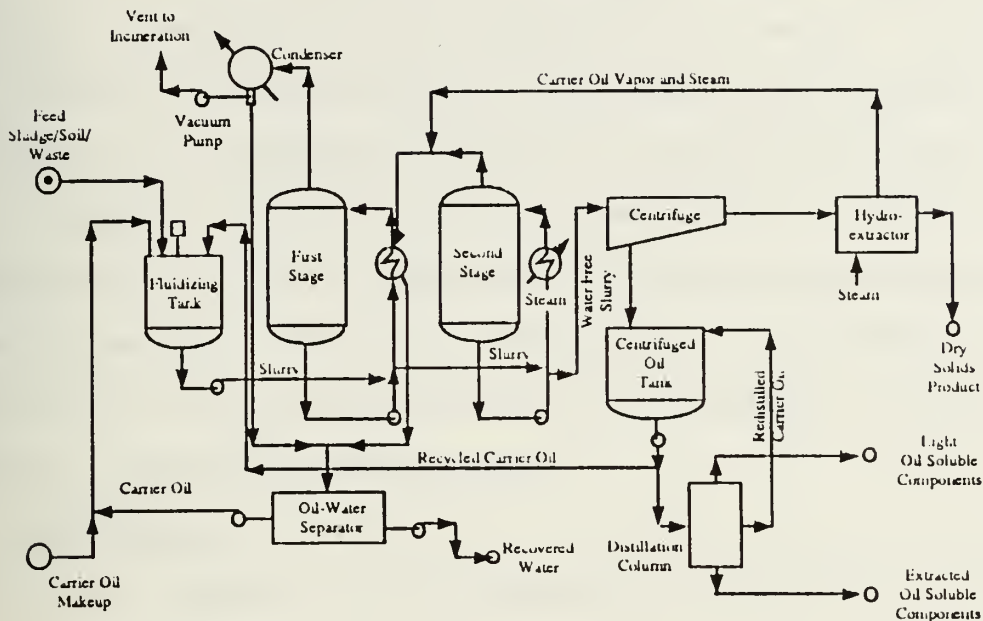 Vent to
Incineration
Condenser
Vacuum
Pump
Carrier Oil Vapor and Steam
Feed
Sludge/Soil/
Waste
Fluidizing
Tank
First
Stage
Second
Stage
Steam
Water Free
Slurry
Centrifuge
Hydro-
extractor
Steam
Dry
Solids
Product
Slurry
Slurry
Centrifuged
Oil
Tank
Redistilled
Carrier Oil
Recycled Carrier Oil
Light
Oil Soluble
Components
Carrier Oil
Oil-Water
Separator
Recovered
Water
Distillation
Column
Carrier Oil
Makeup
Extracted
Oil Soluble
Components